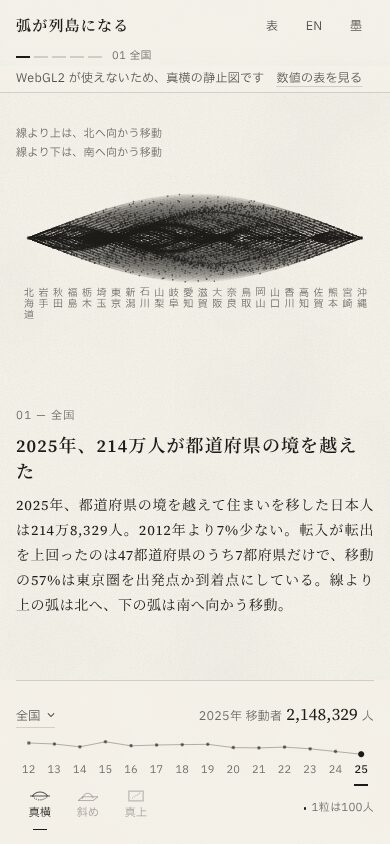 弧が列島になる
表 EN 墨
01 全国
WebGL2 が使えないため、真横の静止図です 数値の表を見る
線より上は、北へ向かう移動
線より下は、南へ向かう移動
北海道 岩手 秋田 福島 栃木 埼玉 東京 新潟 石川 山梨 岐阜 愛知 滋賀 大阪 奈良 鳥取 岡山 山口 香川 高知 佐賀 熊本 宮崎 沖縄
01 — 全国
2025年、214万人が都道府県の境を越え
た
2025年、都道府県の境を越えて住まいを移した日本人
は214万8,329人。2012年より7%少ない。転入が転出
を上回ったのは47都道府県のうち7都府県だけで、移動
の57%は東京圏を出発点か到着点にしている。線より
上の弧は北へ、下の弧は南へ向かう移動。
全国 2025年 移動者 2,148,329 人
12 13 14 15 16 17 18 19 20 21 22 23 24 25
真横 斜め 真上
1粒は100人